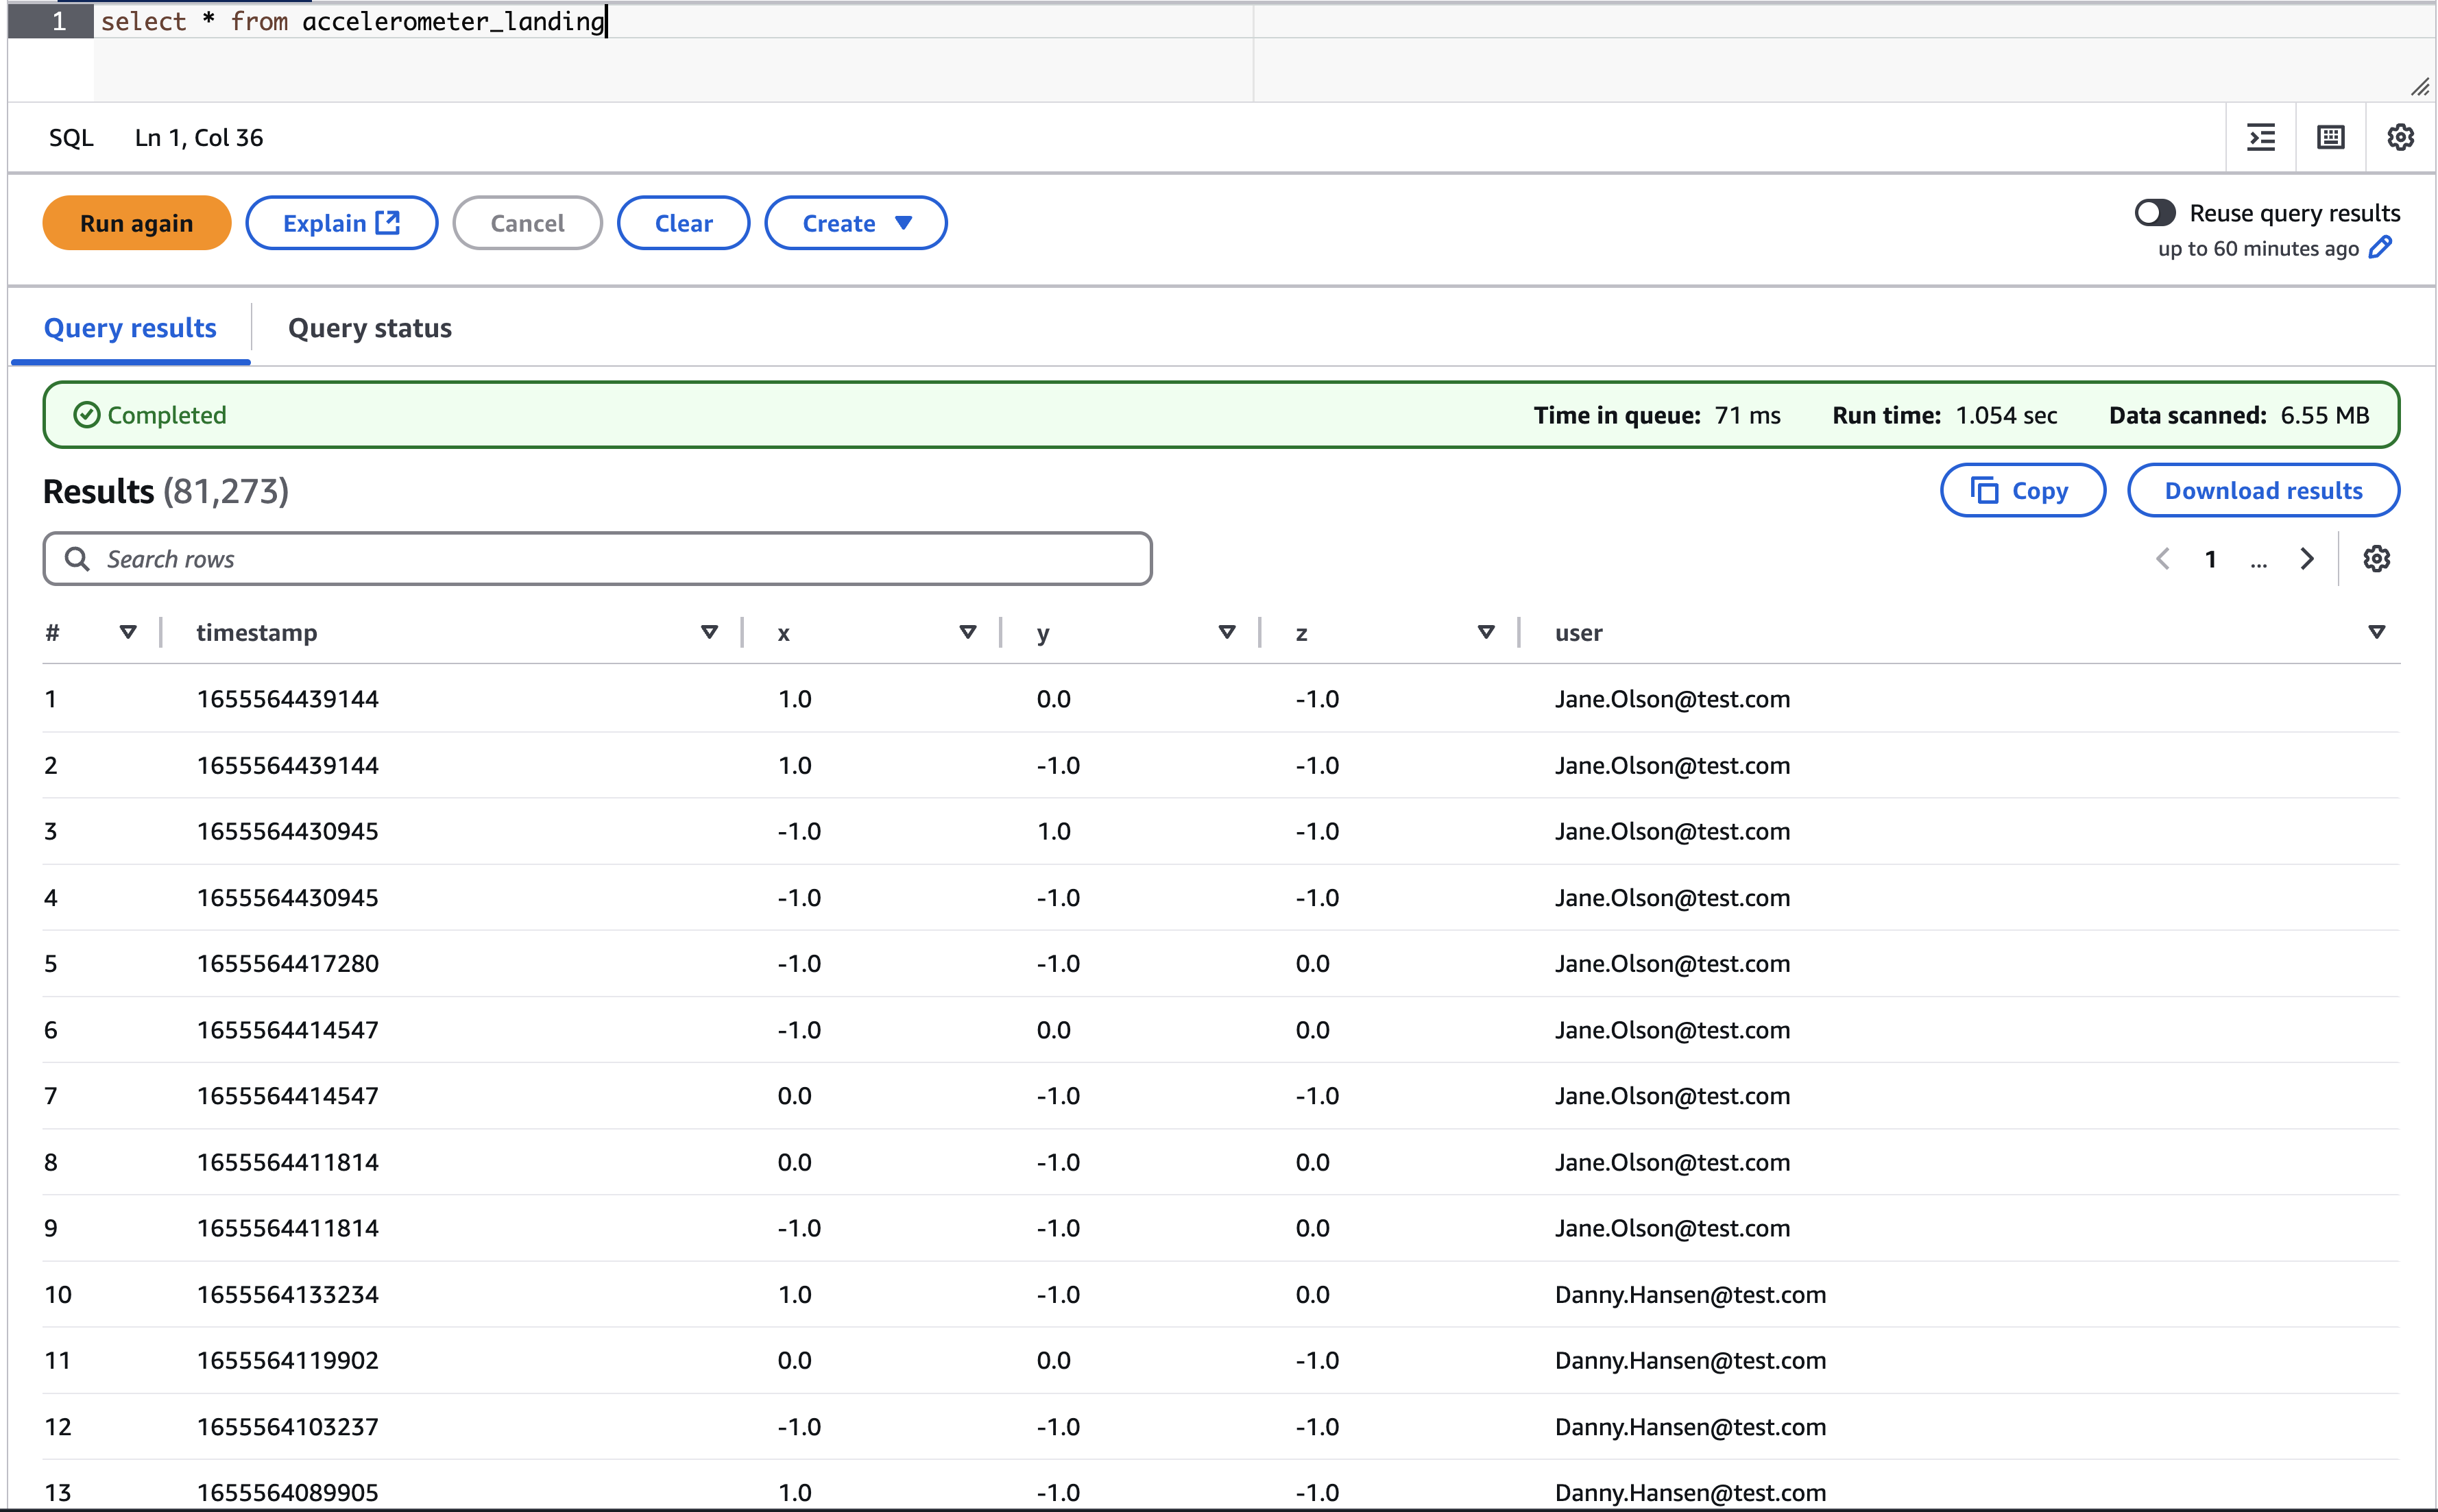 1 select * from accelerometer_landing
SQL Ln 1, Col 36
Run again Explain Cancel Clear Create Reuse query results
up to 60 minutes ago
Query results Query status
Completed Time in queue: 71 ms Run time: 1.054 sec Data scanned: 6.55 MB
Results (81,273) Copy Download results
Search rows 1 ...
# timestamp x y z user
1 1655564439144 1.0 0.0 -1.0 Jane.Olson@test.com
2 1655564439144 1.0 -1.0 -1.0 Jane.Olson@test.com
3 1655564430945 -1.0 1.0 -1.0 Jane.Olson@test.com
4 1655564430945 -1.0 -1.0 -1.0 Jane.Olson@test.com
5 1655564417280 -1.0 -1.0 0.0 Jane.Olson@test.com
6 1655564414547 -1.0 0.0 0.0 Jane.Olson@test.com
7 1655564414547 0.0 -1.0 -1.0 Jane.Olson@test.com
8 1655564411814 0.0 -1.0 0.0 Jane.Olson@test.com
9 1655564411814 -1.0 -1.0 0.0 Jane.Olson@test.com
10 1655564133234 1.0 -1.0 0.0 Danny.Hansen@test.com
11 1655564119902 0.0 0.0 -1.0 Danny.Hansen@test.com
12 1655564103237 -1.0 -1.0 -1.0 Danny.Hansen@test.com
13 1655564089905 1.0 -1.0 -1.0 Danny.Hansen@test.com